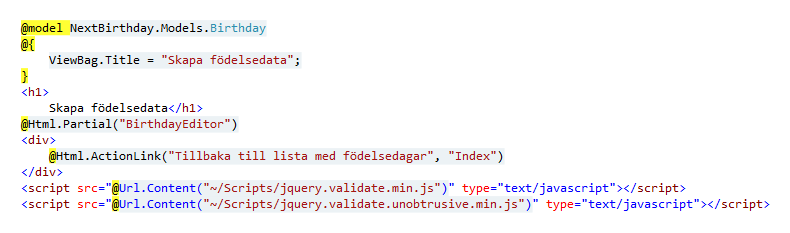 @model NextBirthday.Models.Birthday
@{
    ViewBag.Title = "Skapa födelsedata";
}
<h1>
    Skapa födelsedata</h1>
@Html.Partial("BirthdayEditor")
<div>
    @Html.ActionLink("Tillbaka till lista med födelsedagar", "Index")
</div>
<script src="@Url.Content("~/Scripts/jquery.validate.min.js")" type="text/javascript"></script>
<script src="@Url.Content("~/Scripts/jquery.validate.unobtrusive.min.js")" type="text/javascript"></script>